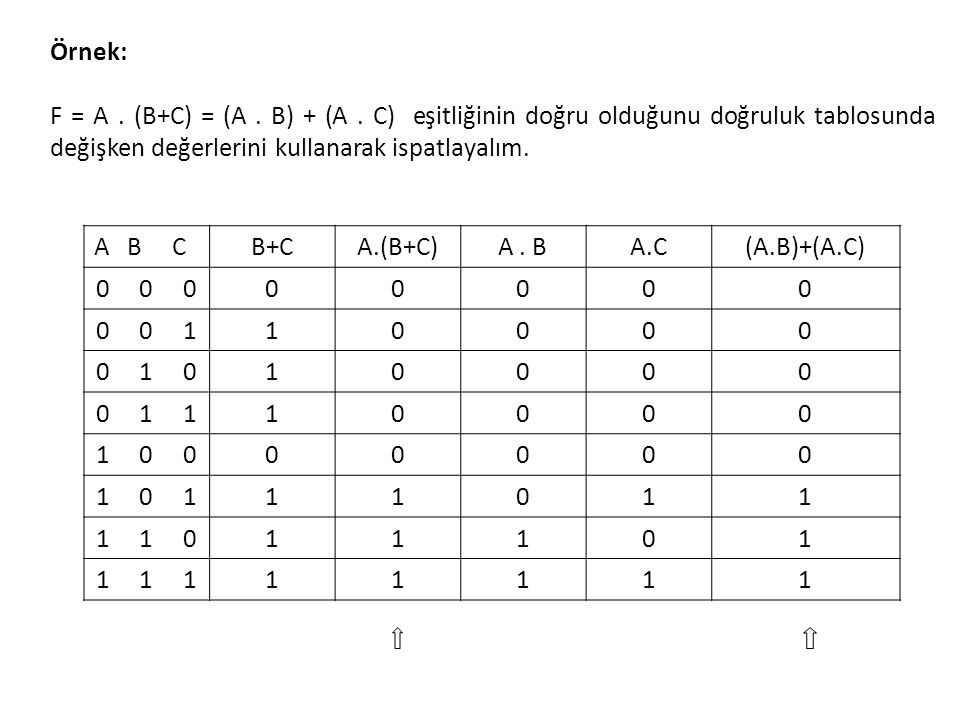 Örnek:
F = A . (B+C) = (A . B) + (A . C) eşitliğinin doğru olduğunu doğruluk tablosunda
değişken değerlerini kullanarak ispatlayalım.
A B C B+C A.(B+C) A . B A.C (A.B)+(A.C)
0 0 0 0 0 0 0 0
0 0 1 1 0 0 0 0
0 1 0 1 0 0 0 0
0 1 1 1 0 0 0 0
1 0 0 0 0 0 0 0
1 0 1 1 1 0 1 1
1 1 0 1 1 1 0 1
1 1 1 1 1 1 1 1
⇧ ⇧